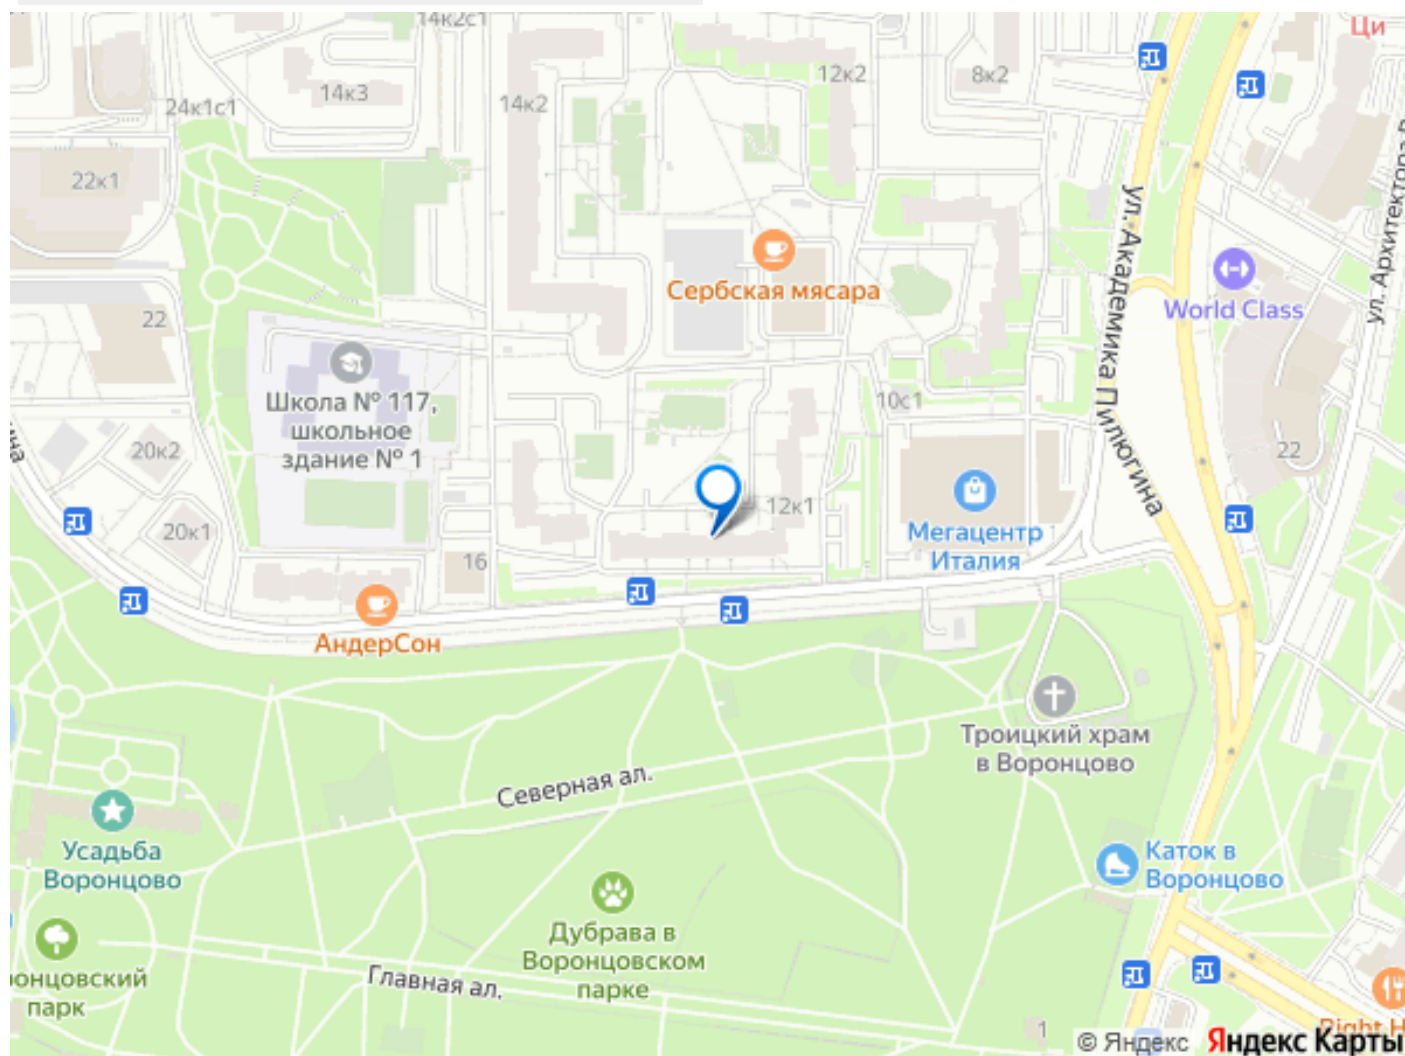 14к2с1
Ци
12к2
8к2
14к3
14к2
24к1с1
22к1
ул. Академика Пилюгина
ул. Архитектора
Сербская мясара
World Class
22
Школа № 117,
школьное
здание № 1
10с1
20к2
22
12к1
20к1
16
Мегацентр
Италия
АндерСон
Троицкий храм
в Воронцово
Северная ал.
Усадьба
Воронцово
Каток в
Воронцово
Дубрава в
Воронцовском
парке
онцовский
парк
Главная ал.
1
Right H
© Яндекс Яндекс Карты